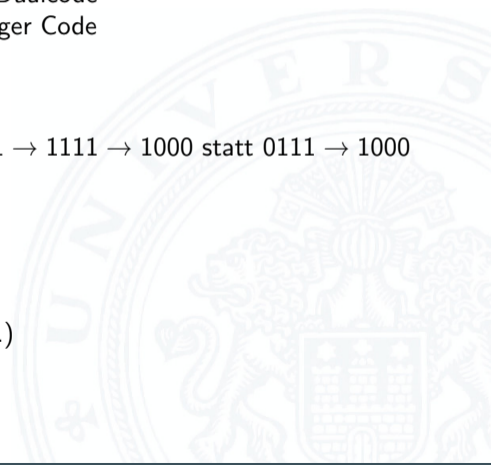 ger Code
→ 1111 → 1000 statt 0111 → 1000
.)
U N I V E R S